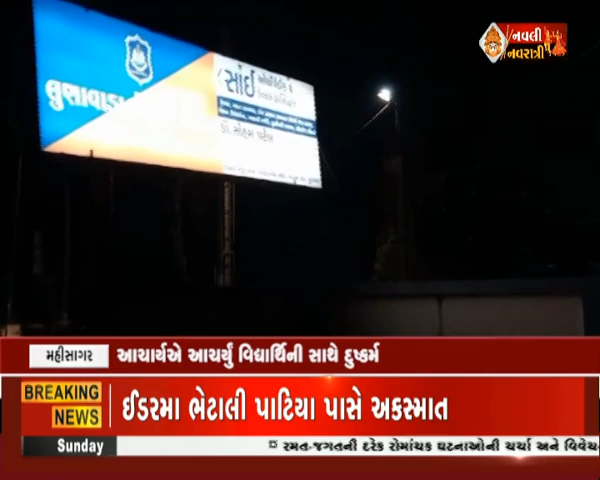 નવલી
નવરાત્રી
લુણાવાડા
સાંઈ
ડૉ. સોહમ પટેલ
મહીસાગર
આચાર્યએ આચર્યું વિદ્યાર્થિની સાથે દુષ્કર્મ
BREAKING
NEWS
ઈડરમા ભેટાલી પાટિયા પાસે અકસ્માત
Sunday
રમત-જગતની દરેક રોમાંચક ઘટનાઓની ચર્ચા અને વિવેચ